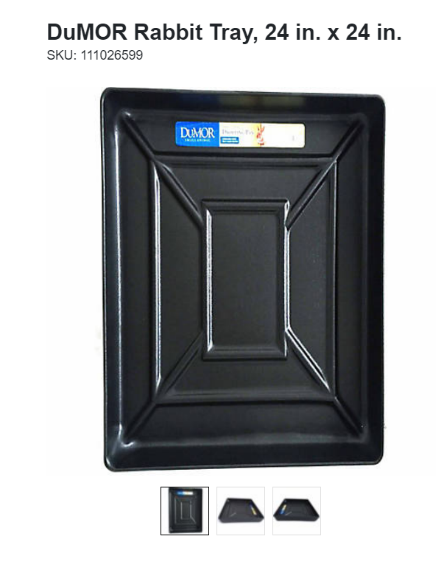 DuMOR Rabbit Tray, 24 in. x 24 in.
SKU: 111026599
DuMOR